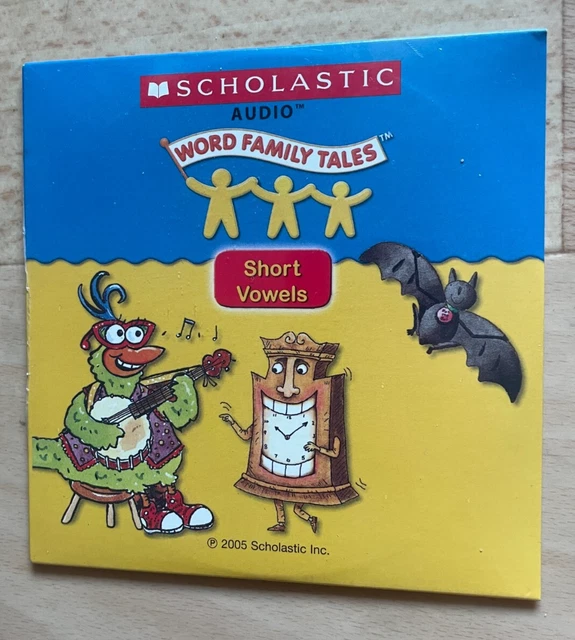 SCHOLASTIC
AUDIO™
WORD FAMILY TALES™
Short
Vowels
℗ 2005 Scholastic Inc.